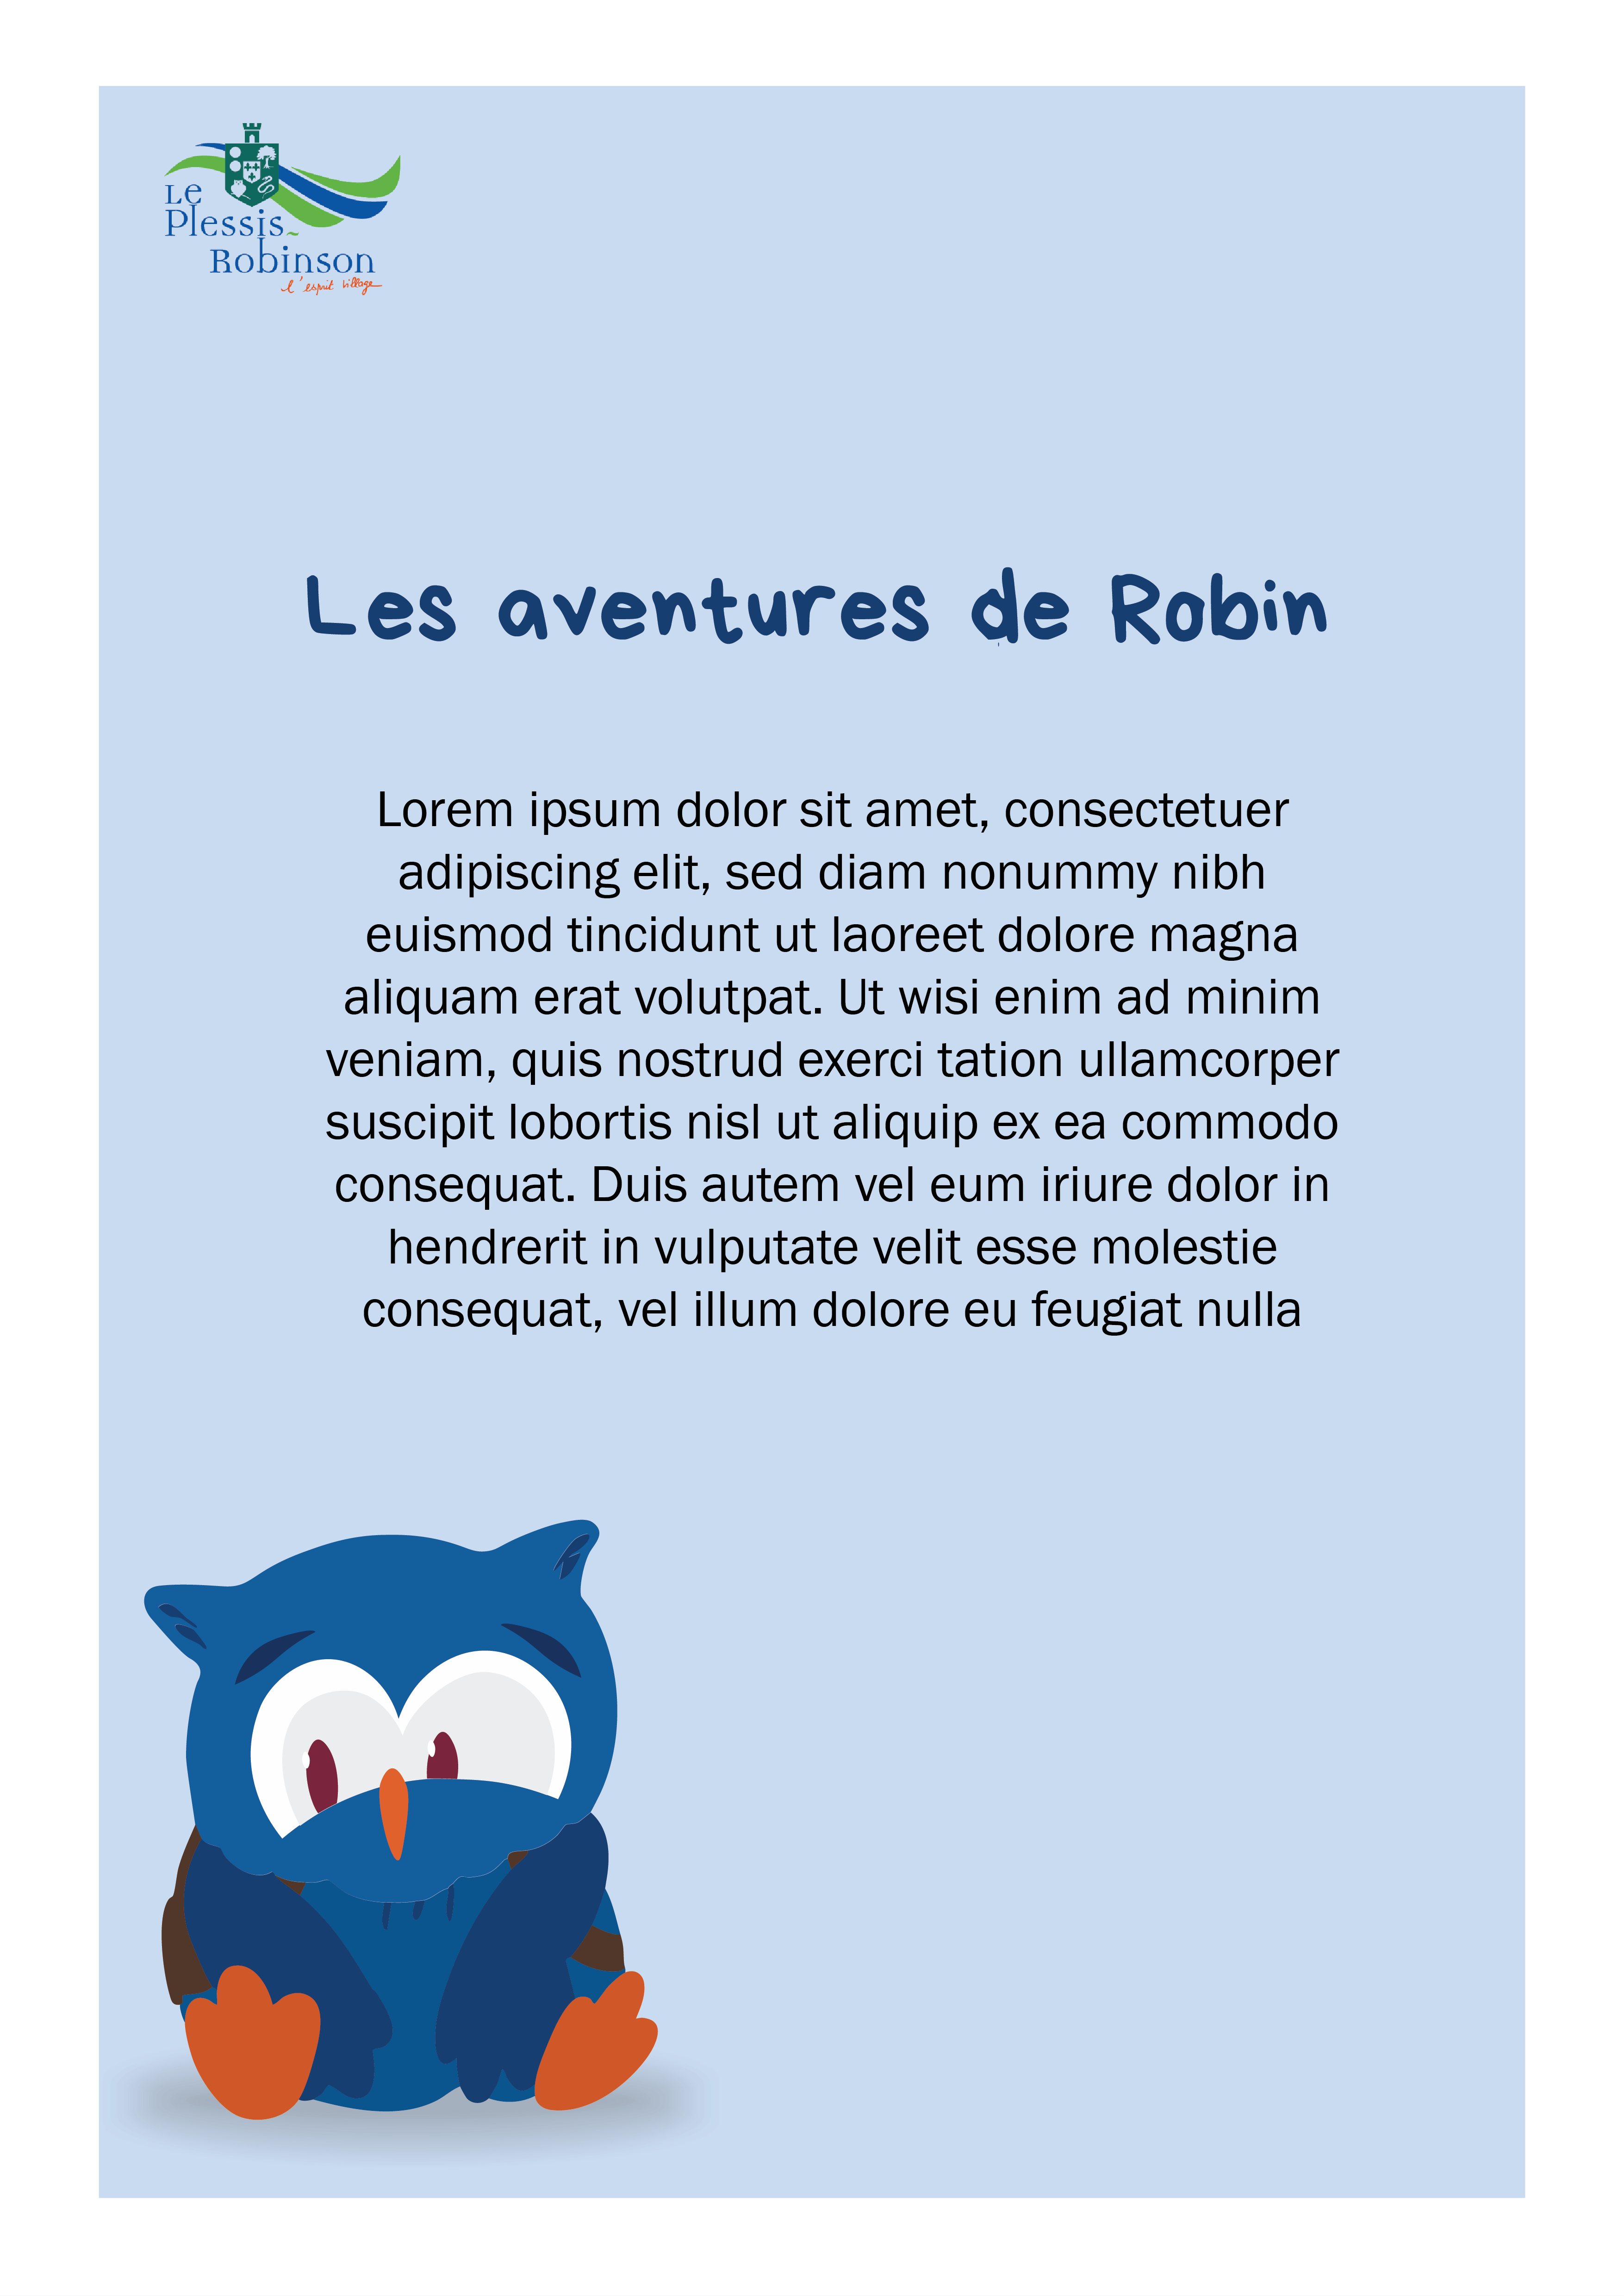 Le
Plessis~
Robinson
l'esprit village
Les aventures de Robin
Lorem ipsum dolor sit amet, consectetuer
adipiscing elit, sed diam nonummy nibh
euismod tincidunt ut laoreet dolore magna
aliquam erat volutpat. Ut wisi enim ad minim
veniam, quis nostrud exerci tation ullamcorper
suscipit lobortis nisl ut aliquip ex ea commodo
consequat. Duis autem vel eum iriure dolor in
hendrerit in vulputate velit esse molestie
consequat, vel illum dolore eu feugiat nulla